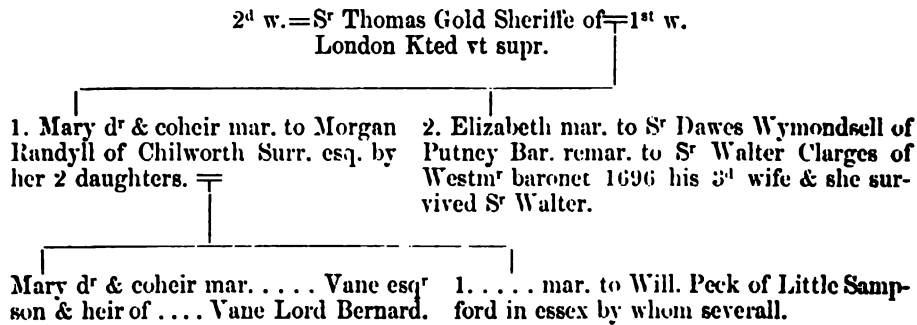 2ᵈ w.=Sʳ Thomas Gold Sheriffe of=1ˢᵗ w.
London Kted vt supr.
1. Mary dʳ & coheir mar. to Morgan
Randyll of Chilworth Surr. esq. by
her 2 daughters. =
2. Elizabeth mar. to Sʳ Dawes Wymondsell of
Putney Bar. remar. to Sʳ Walter Clarges of
Westmʳ baronet 1696 his 3ᵈ wife & she sur-
vived Sʳ Walter.
Mary dʳ & coheir mar. . . . . Vane esqʳ
son & heir of . . . . Vane Lord Bernard.
1. . . . . mar. to Will. Peck of Little Samp-
ford in essex by whom severall.